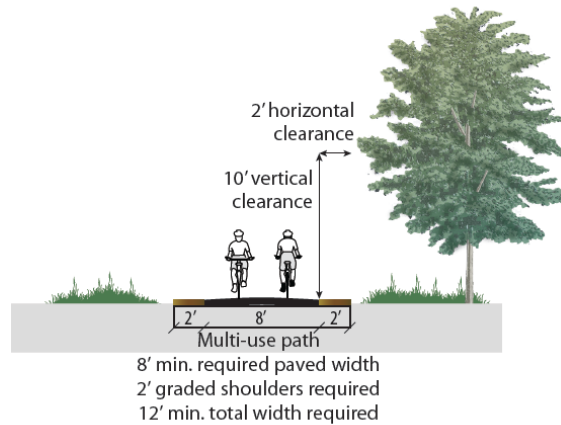 2’ horizontal
clearance
10’ vertical
clearance
2’ 8’ 2’
Multi-use path
8’ min. required paved width
2’ graded shoulders required
12’ min. total width required